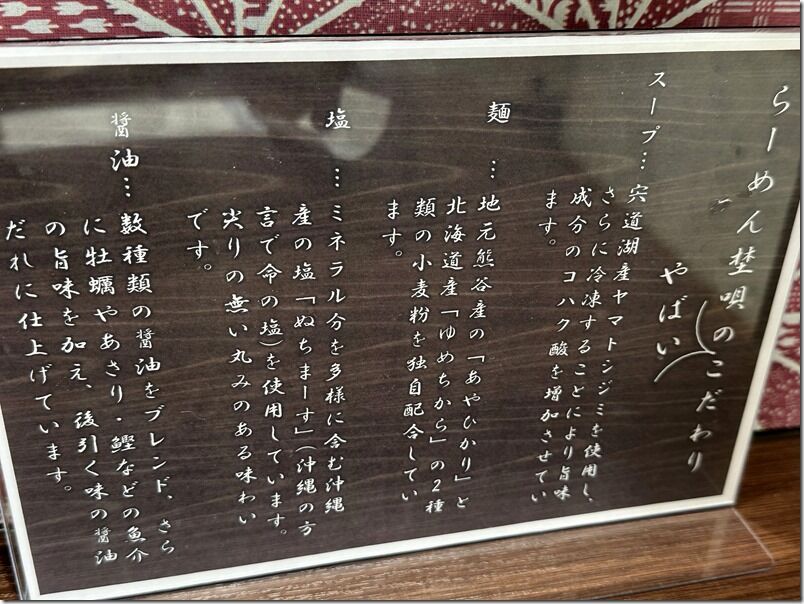 らーめん埜唄のこだわり
やばい
スープ…宍道湖産ヤマトシジミを使用し、
さらに冷凍することにより旨味
成分のコハク酸を増加させてい
ます。
麺…地元熊谷産の「あやひかり」と
北海道産「ゆめちから」の2種
類の小麦粉を独自配合してい
ます。
塩…ミネラル分を多様に含む沖縄
産の塩「ぬちまーす」(沖縄の方
言で命の塩)を使用しています。
尖りの無い丸みのある味わい
です。
醤油…数種類の醤油をブレンド、さら
に牡蠣やあさり・鰹などの魚介
の旨味を加え、後引く味の醤油
だれに仕上げています。